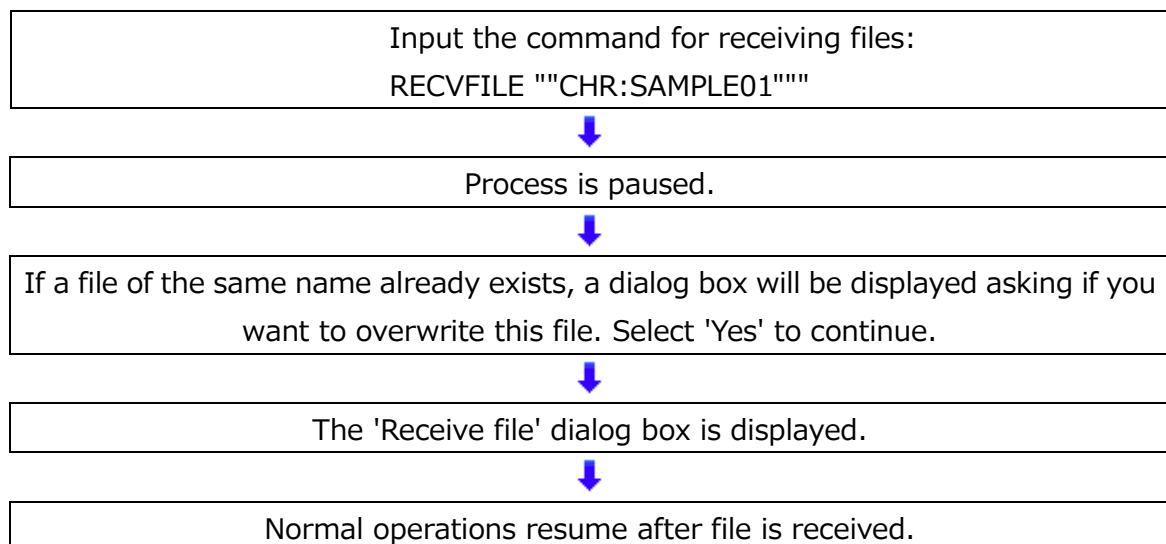 Input the command for receiving files:
RECVFILE ""CHR:SAMPLE01"""
Process is paused.
If a file of the same name already exists, a dialog box will be displayed asking if you
want to overwrite this file. Select 'Yes' to continue.
The 'Receive file' dialog box is displayed.
Normal operations resume after file is received.